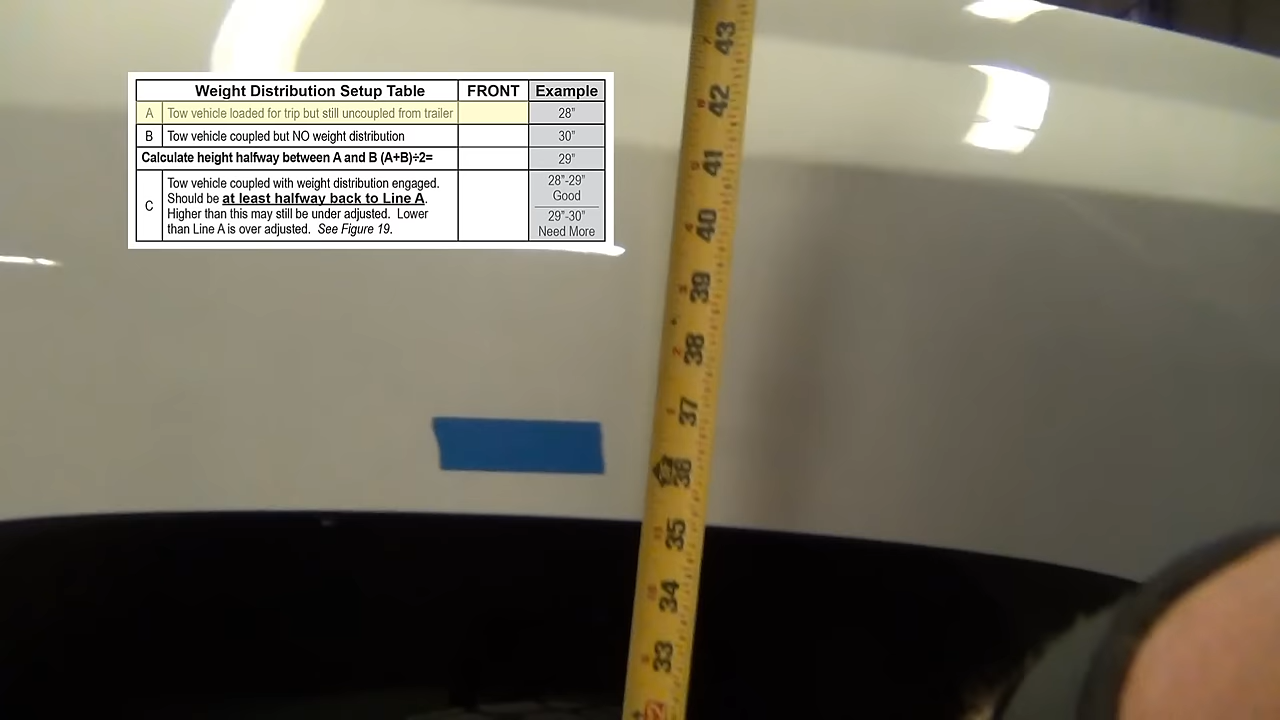 Weight Distribution Setup Table FRONT Example
A Tow vehicle loaded for trip but still uncoupled from trailer 28"
B Tow vehicle coupled but NO weight distribution 30"
Calculate height halfway between A and B (A+B)÷2= 29"
C Tow vehicle coupled with weight distribution engaged.
Should be at least halfway back to Line A.
Higher than this may still be under adjusted. Lower
than Line A is over adjusted. See Figure 19.
28"-29"
Good
29"-30"
Need More
43
42
41
40
39
38
37
36
35
34
33